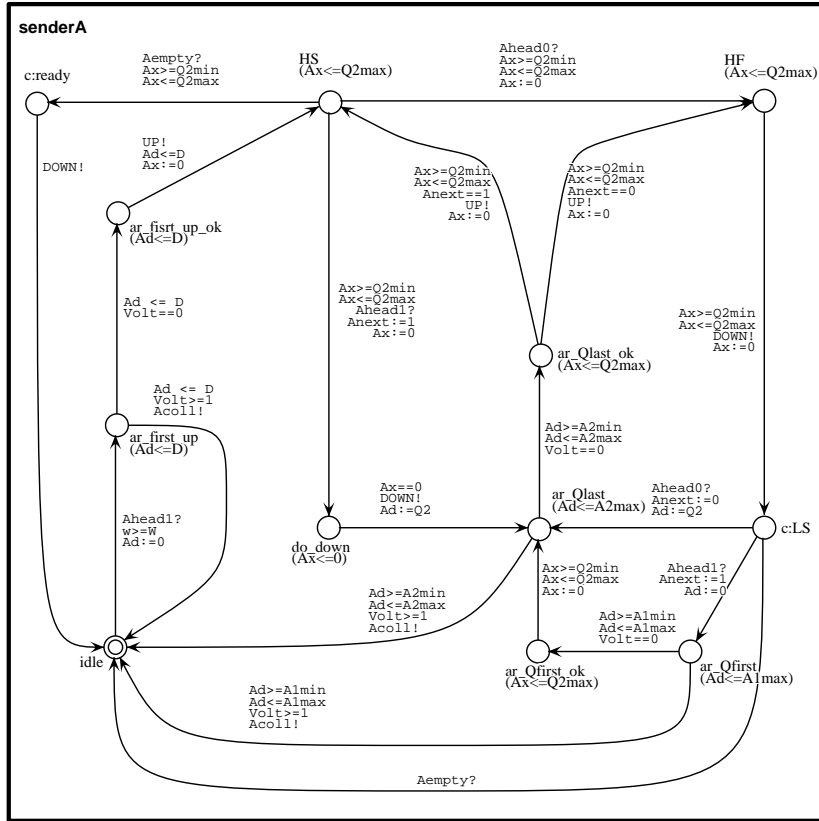 senderA
Aempty?
Ax>=Q2min
Ax<=Q2max
HS
(Ax<=Q2max)
Ahead0?
Ax>=Q2min
Ax<=Q2max
Ax:=0
HF
(Ax<=Q2max)
c:ready
DOWN!
UP!
Ad<=D
Ax:=0
Ax>=Q2min
Ax<=Q2max
Anext==1
UP!
Ax:=0
Ax>=Q2min
Ax<=Q2max
Anext==0
UP!
Ax:=0
ar_fisrt_up_ok
(Ad<=D)
Ax>=Q2min
Ax<=Q2max
Ahead1?
Anext:=1
Ax:=0
Ax>=Q2min
Ax<=Q2max
DOWN!
Ax:=0
Ad <= D
Volt==0
ar_Qlast_ok
(Ax<=Q2max)
Ad <= D
Volt>=1
Acoll!
ar_first_up
(Ad<=D)
Ad>=A2min
Ad<=A2max
Volt==0
Ax==0
DOWN!
Ad:=Q2
ar_Qlast
(Ad<=A2max)
Ahead0?
Anext:=0
Ad:=Q2
Ahead1?
w>=W
Ad:=0
do_down
(Ax<=0)
c:LS
Ax>=Q2min
Ax<=Q2max
Ax:=0
Ahead1?
Anext:=1
Ad:=0
Ad>=A2min
Ad<=A2max
Volt>=1
Acoll!
Ad>=A1min
Ad<=A1max
Volt==0
idle
ar_Qfirst_ok
(Ax<=Q2max)
ar_Qfirst
(Ad<=A1max)
Ad>=A1min
Ad<=A1max
Volt>=1
Acoll!
Aempty?